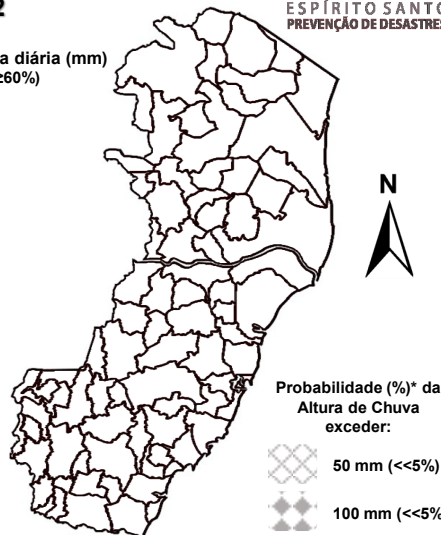 2
ESPÍRITO SANTO
PREVENÇÃO DE DESASTRES
a diária (mm)
≥60%)
N
Probabilidade (%)* da
Altura de Chuva
exceder:
50 mm (<<5%)
100 mm (<<5%